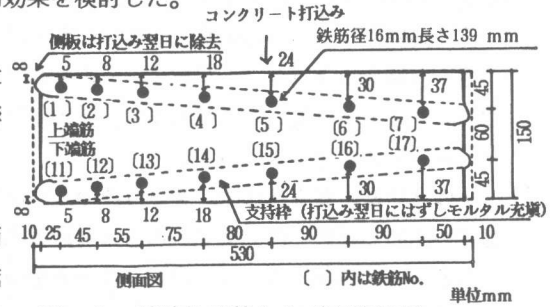 効果を検的した。
コンクリート打込み
側板は打込み翌日に除去
鉄筋径16mm長さ139 mm
8 5 8 12 18 24 30 37 45
〔1〕 〔2〕 〔3〕 〔4〕 〔5〕 〔6〕 〔7〕 60 150
上端筋
下端筋
〔11〕 〔12〕 〔13〕 〔14〕 〔15〕 〔16〕 〔17〕
24 30 37 45
8 5 8 12 18 支持枠（打込み翌日にはずしモルタル充塡）
10 25 45 55 75 80 90 90 50 10
530
側面図 〔 〕内は鉄筋No.
単位mm